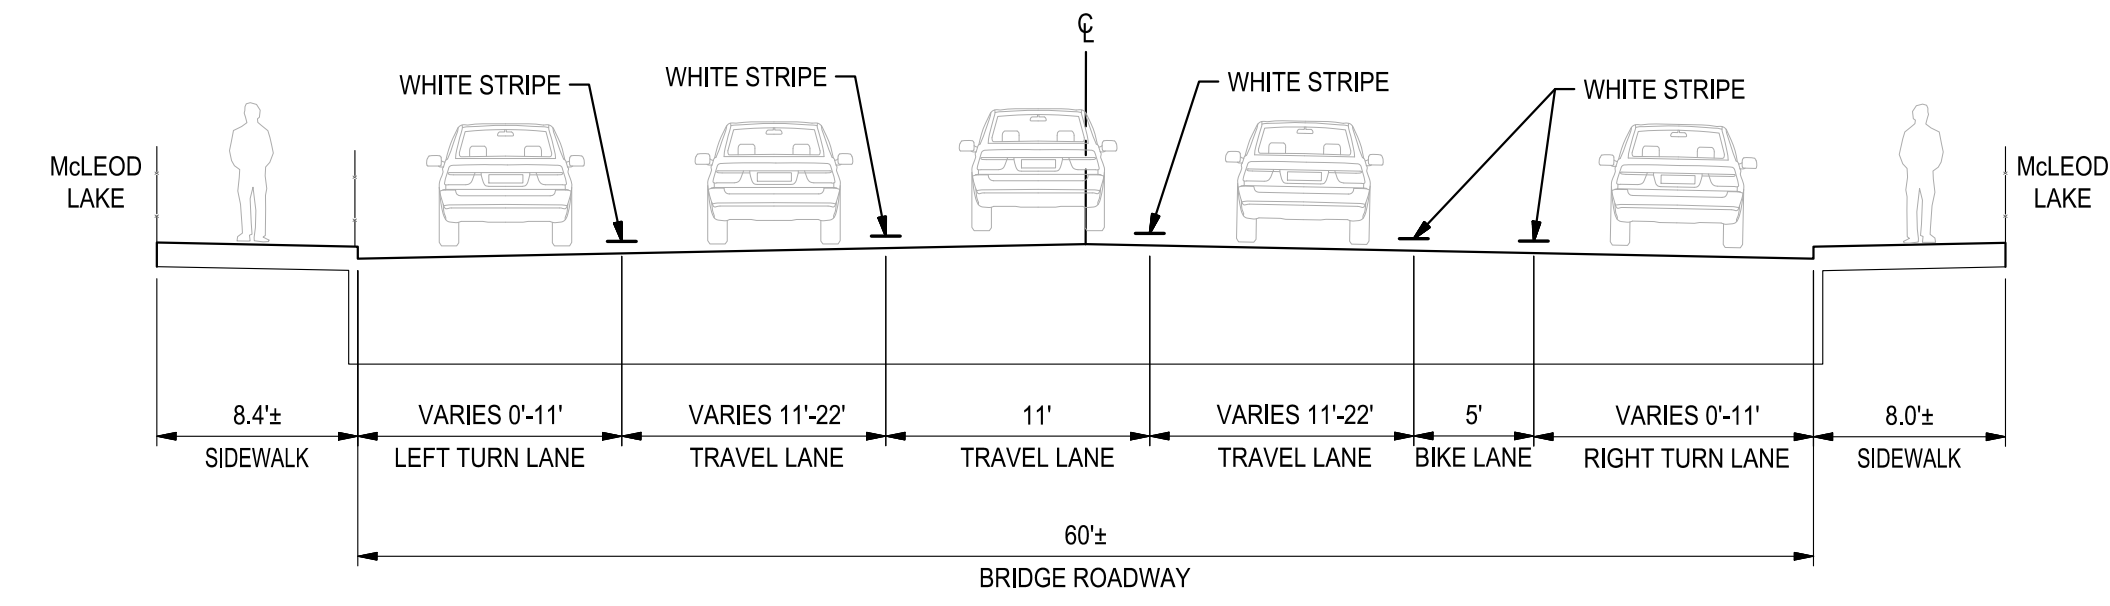 ℄
WHITE STRIPE
WHITE STRIPE
WHITE STRIPE
WHITE STRIPE
McLEOD
LAKE
McLEOD
LAKE
8.4'±
VARIES 0'-11'
VARIES 11'-22'
11'
VARIES 11'-22'
5'
VARIES 0'-11'
8.0'±
SIDEWALK
LEFT TURN LANE
TRAVEL LANE
TRAVEL LANE
TRAVEL LANE
BIKE LANE
RIGHT TURN LANE
SIDEWALK
60'±
BRIDGE ROADWAY